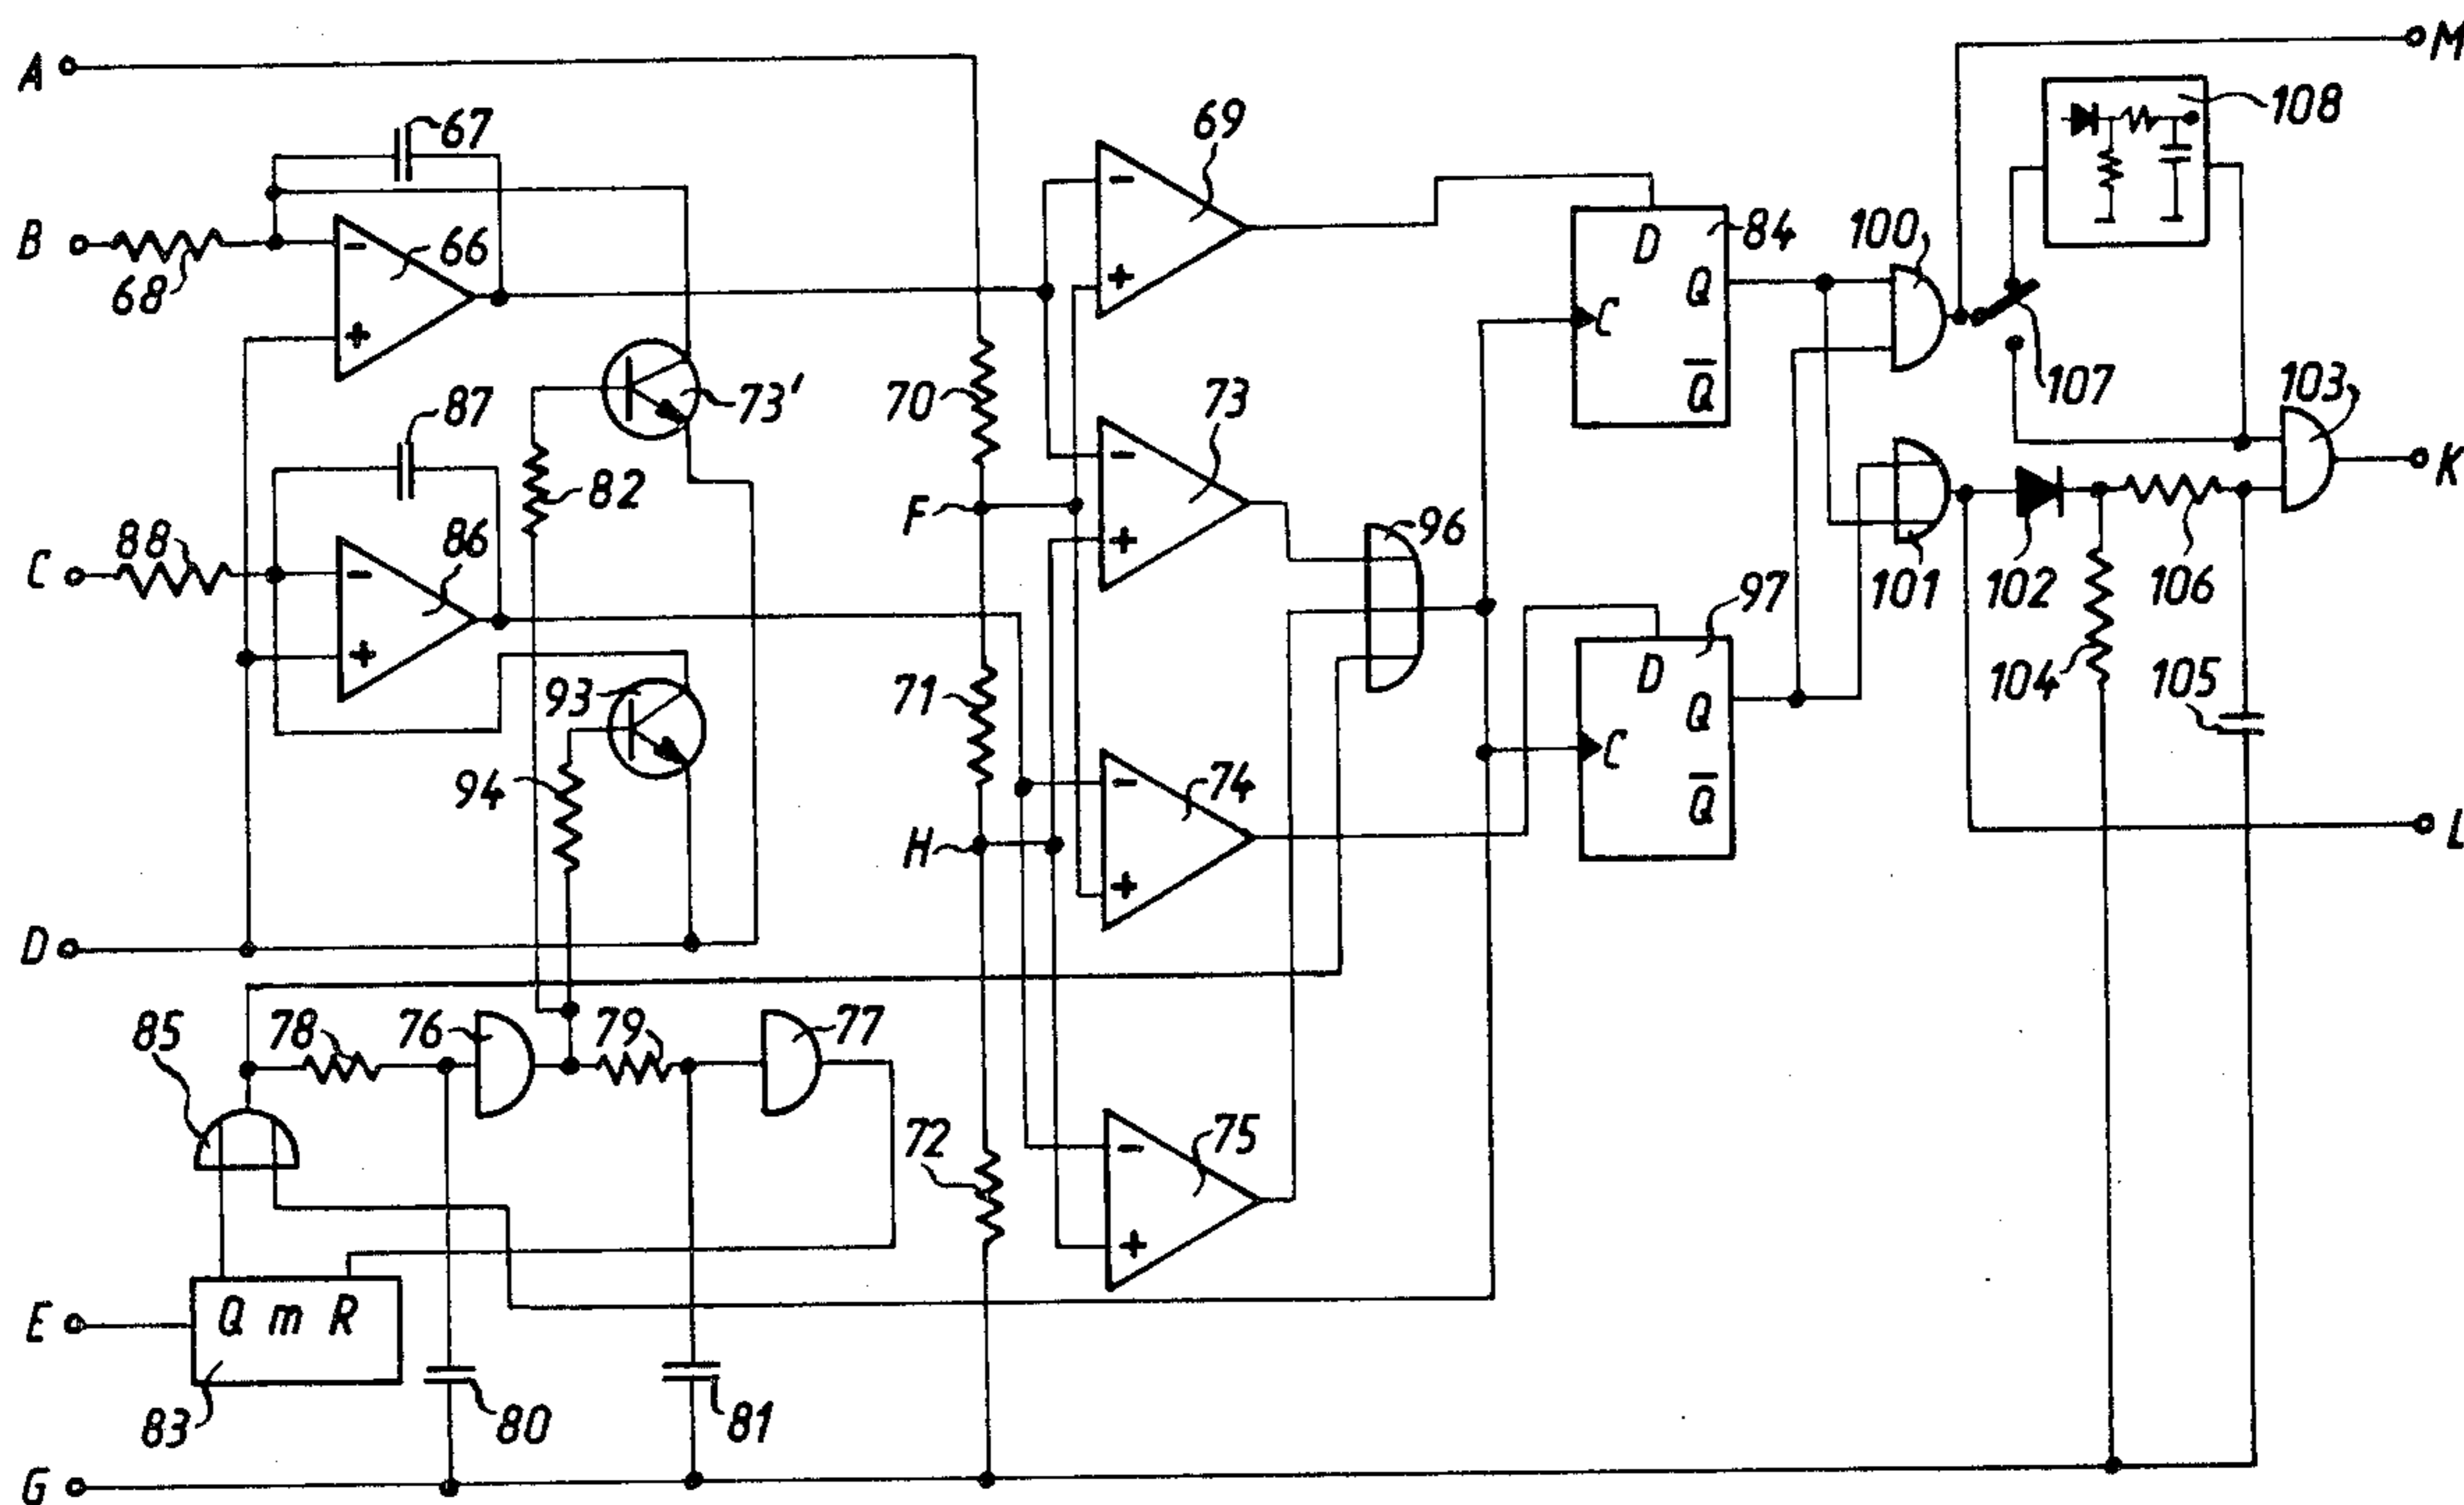 A
M
67
69
108
B
68
66
D
84
100
Q
C
Q
73'
107
103
87
70
73
82
K
F
96
C
88
86
97
101
102
106
D
Q
93
71
104
105
C
94
74
Q
H
L
D
85
78
76
79
77
72
75
E
Q m R
83
80
81
G
- + - + - + - + - + - +